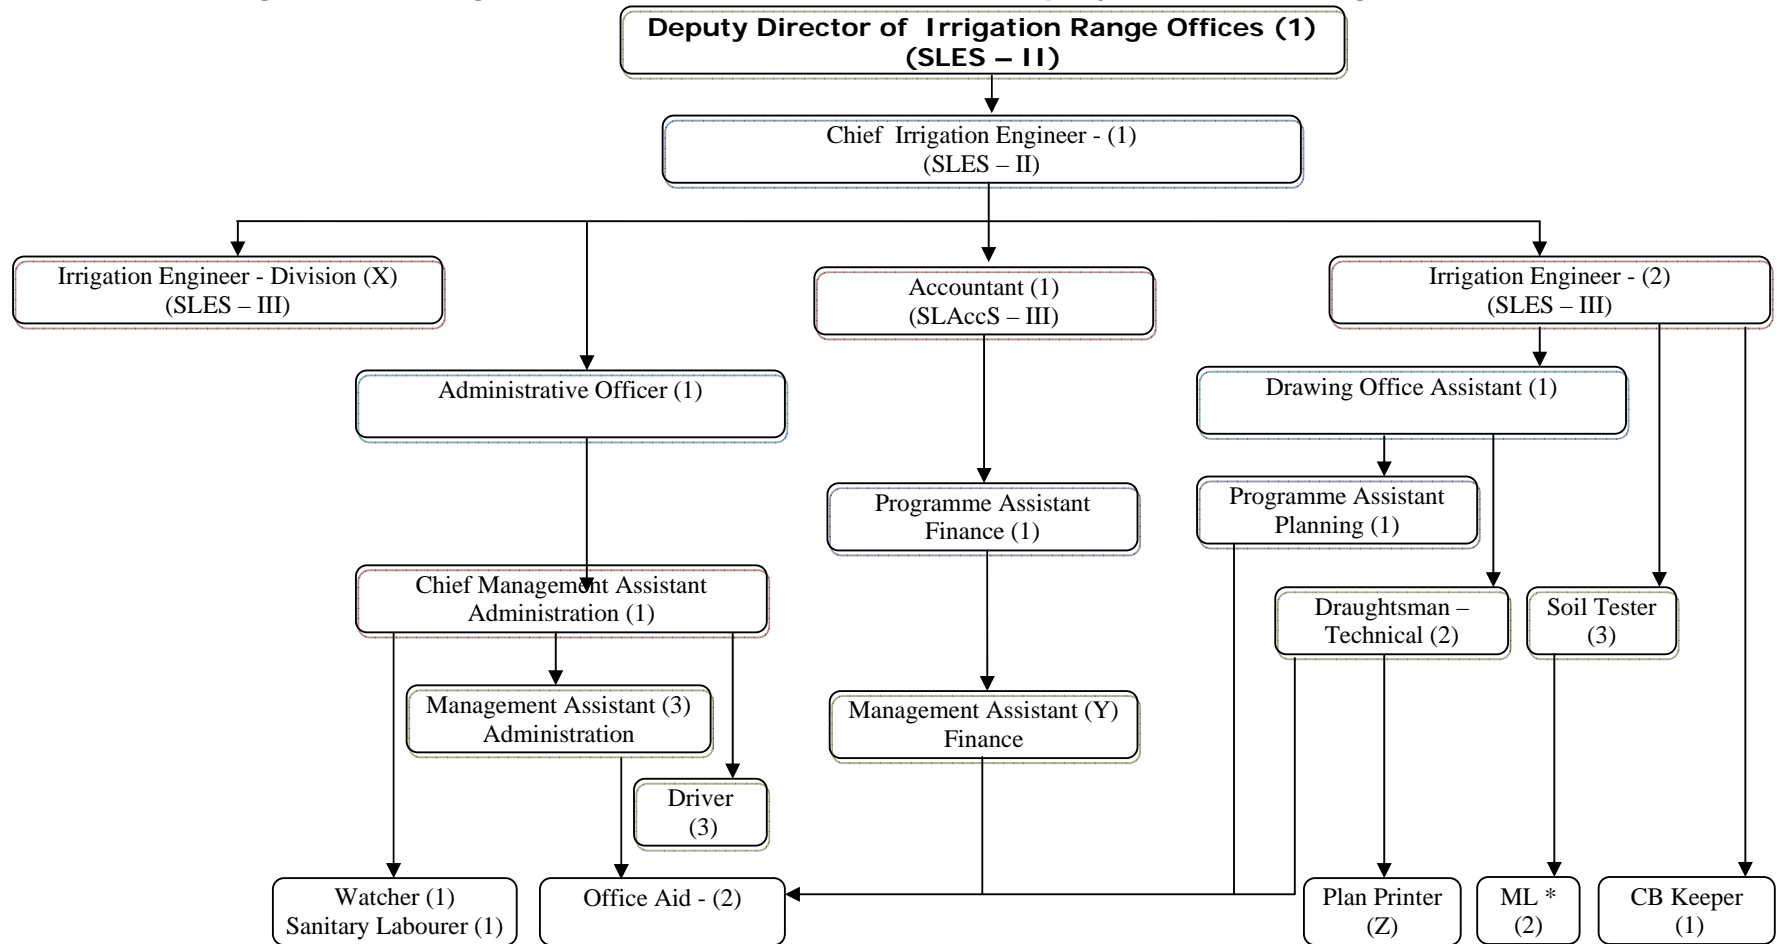 Deputy Director of Irrigation Range Offices (1)
(SLES – II)
Chief Irrigation Engineer - (1)
(SLES – II)
Irrigation Engineer - Division (X)
(SLES – III)
Accountant (1)
(SLAccS – III)
Irrigation Engineer - (2)
(SLES – III)
Administrative Officer (1)
Drawing Office Assistant (1)
Programme Assistant
Finance (1)
Programme Assistant
Planning (1)
Chief Management Assistant
Administration (1)
Draughtsman –
Technical (2)
Soil Tester
(3)
Management Assistant (3)
Administration
Management Assistant (Y)
Finance
Driver
(3)
Watcher (1)
Sanitary Labourer (1)
Office Aid - (2)
Plan Printer
(Z)
ML *
(2)
CB Keeper
(1)